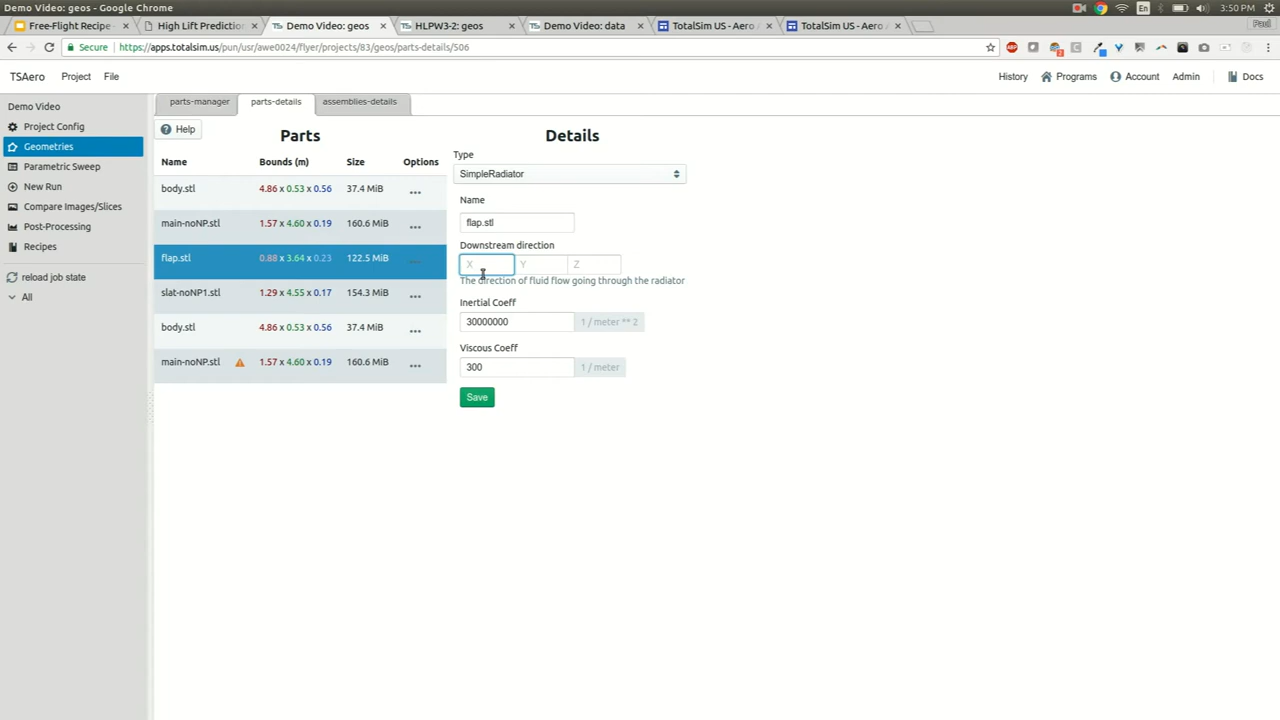 Demo Video: geos - Google Chrome
3:50 PM
Free-Flight Recipe
High Lift Predictio
Demo Video: geos
HLPW3-2: geos
Demo Video: data
TotalSim US - Aero
TotalSim US - Aero
Paul
Secure
https://apps.totalsim.us/pun/usr/awe0024/flyer/projects/83/geos/parts-details/506
TSAero Project File History Programs Account Admin Docs
Demo Video
Project Config
Geometries
Parametric Sweep
New Run
Compare Images/Slices
Post-Processing
Recipes
reload job state
All
parts-manager parts-details assemblies-details
Help
Parts
Name Bounds (m) Size Options
body.stl 4.86 x 0.53 x 0.56 37.4 MiB ...
main-noNP.stl 1.57 x 4.60 x 0.19 160.6 MiB ...
flap.stl 0.88 x 3.64 x 0.23 122.5 MiB ...
slat-noNP1.stl 1.29 x 4.55 x 0.17 154.3 MiB ...
body.stl 4.86 x 0.53 x 0.56 37.4 MiB ...
main-noNP.stl 1.57 x 4.60 x 0.19 160.6 MiB ...
Details
Type
SimpleRadiator
Name
flap.stl
Downstream direction
X Y Z
The direction of fluid flow going through the radiator
Inertial Coeff
30000000 1 / meter ** 2
Viscous Coeff
300 1 / meter
Save